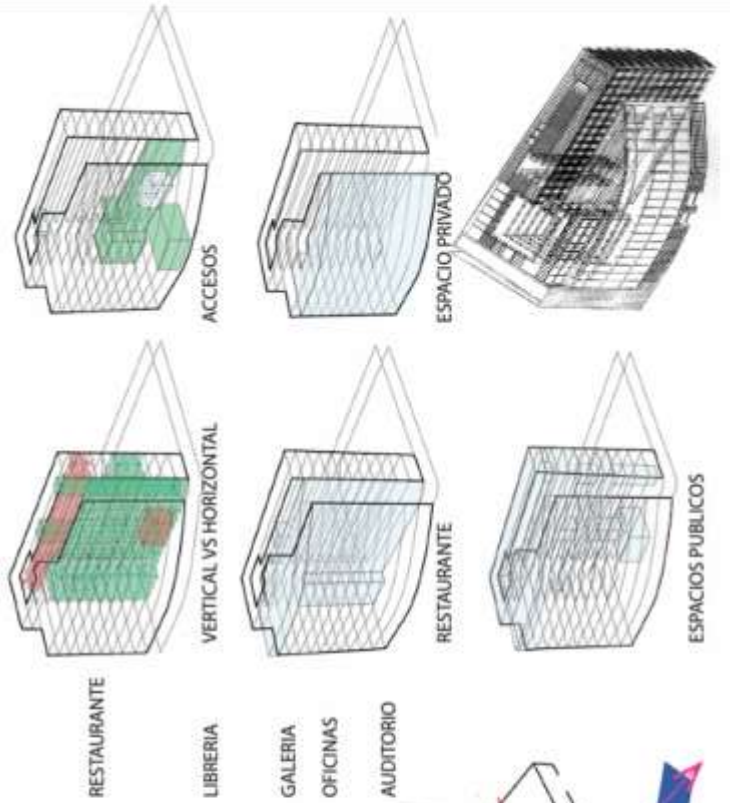 RESTAURANTE
LIBRERIA
GALERIA
OFICINAS
AUDITORIO
VERTICAL VS HORIZONTAL
ACCESOS
RESTAURANTE
ESPACIO PRIVADO
ESPACIOS PUBLICOS